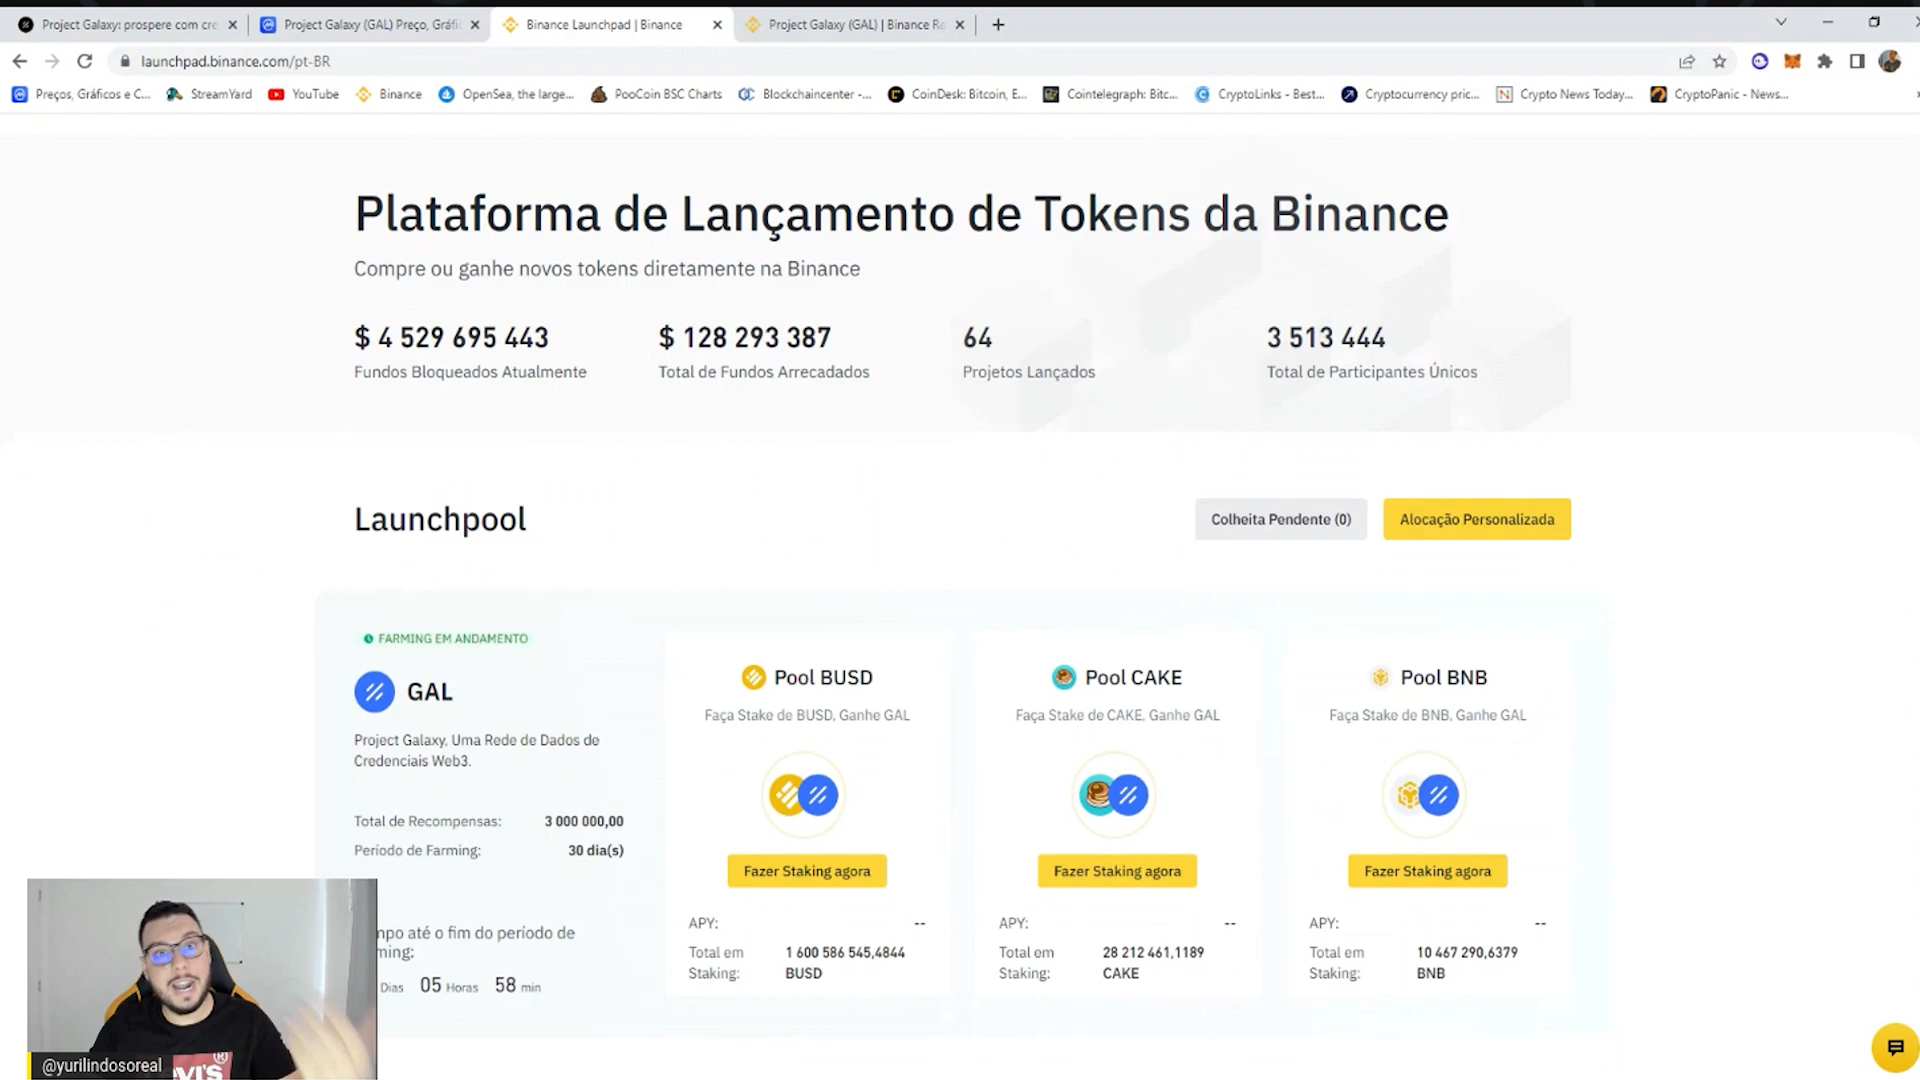 Project Galaxy: prospere com cre
Project Galaxy (GAL) Preço, Gráfi
Binance Launchpad | Binance
Project Galaxy (GAL) | Binance Re
launchpad.binance.com/pt-BR
Preços, Gráficos e C...
StreamYard
YouTube
Binance
OpenSea, the large...
PooCoin BSC Charts
Blockchaincenter -...
CoinDesk: Bitcoin, E...
Cointelegraph: Bitc...
CryptoLinks - Best...
Cryptocurrency pric...
Crypto News Today...
CryptoPanic - News...
Plataforma de Lançamento de Tokens da Binance
Compre ou ganhe novos tokens diretamente na Binance
$ 4 529 695 443
Fundos Bloqueados Atualmente
$ 128 293 387
Total de Fundos Arrecadados
64
Projetos Lançados
3 513 444
Total de Participantes Únicos
Launchpool
Colheita Pendente (0)
Alocação Personalizada
FARMING EM ANDAMENTO
GAL
Project Galaxy, Uma Rede de Dados de
Credenciais Web3.
Total de Recompensas: 3 000 000,00
Período de Farming: 30 dia(s)
mpo até o fim do período de
ming:
Dias 05 Horas 58 min
Pool BUSD
Faça Stake de BUSD, Ganhe GAL
Fazer Staking agora
APY: --
Total em 1 600 586 545,4844
Staking: BUSD
Pool CAKE
Faça Stake de CAKE, Ganhe GAL
Fazer Staking agora
APY: --
Total em 28 212 461,1189
Staking: CAKE
Pool BNB
Faça Stake de BNB, Ganhe GAL
Fazer Staking agora
APY: --
Total em 10 467 290,6379
Staking: BNB
@yurilindosoreal
EVI'S